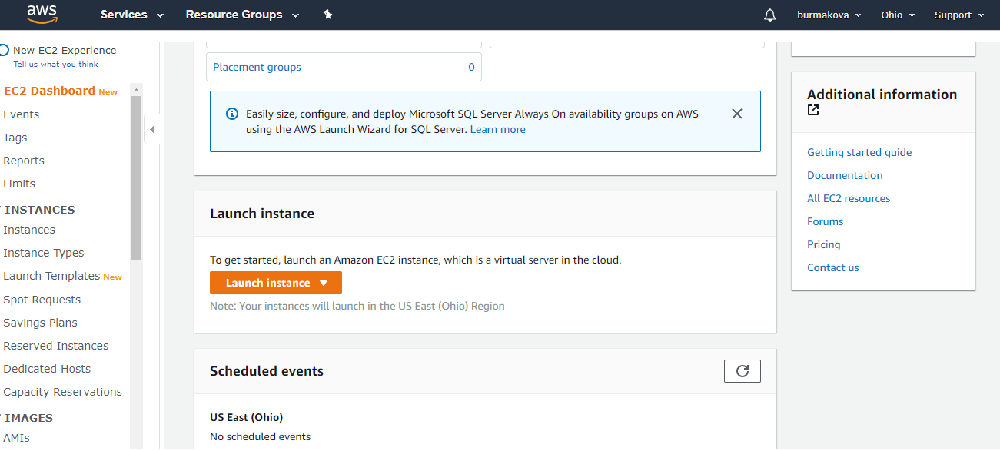 aws Services Resource Groups burmakova Ohio Support
New EC2 Experience
Tell us what you think
EC2 Dashboard New
Events
Tags
Reports
Limits
INSTANCES
Instances
Instance Types
Launch Templates New
Spot Requests
Savings Plans
Reserved Instances
Dedicated Hosts
Capacity Reservations
IMAGES
AMIs
Placement groups 0
Easily size, configure, and deploy Microsoft SQL Server Always On availability groups on AWS
using the AWS Launch Wizard for SQL Server. Learn more
Launch instance
To get started, launch an Amazon EC2 instance, which is a virtual server in the cloud.
Launch instance
Note: Your instances will launch in the US East (Ohio) Region
Scheduled events
US East (Ohio)
No scheduled events
Additional information
Getting started guide
Documentation
All EC2 resources
Forums
Pricing
Contact us